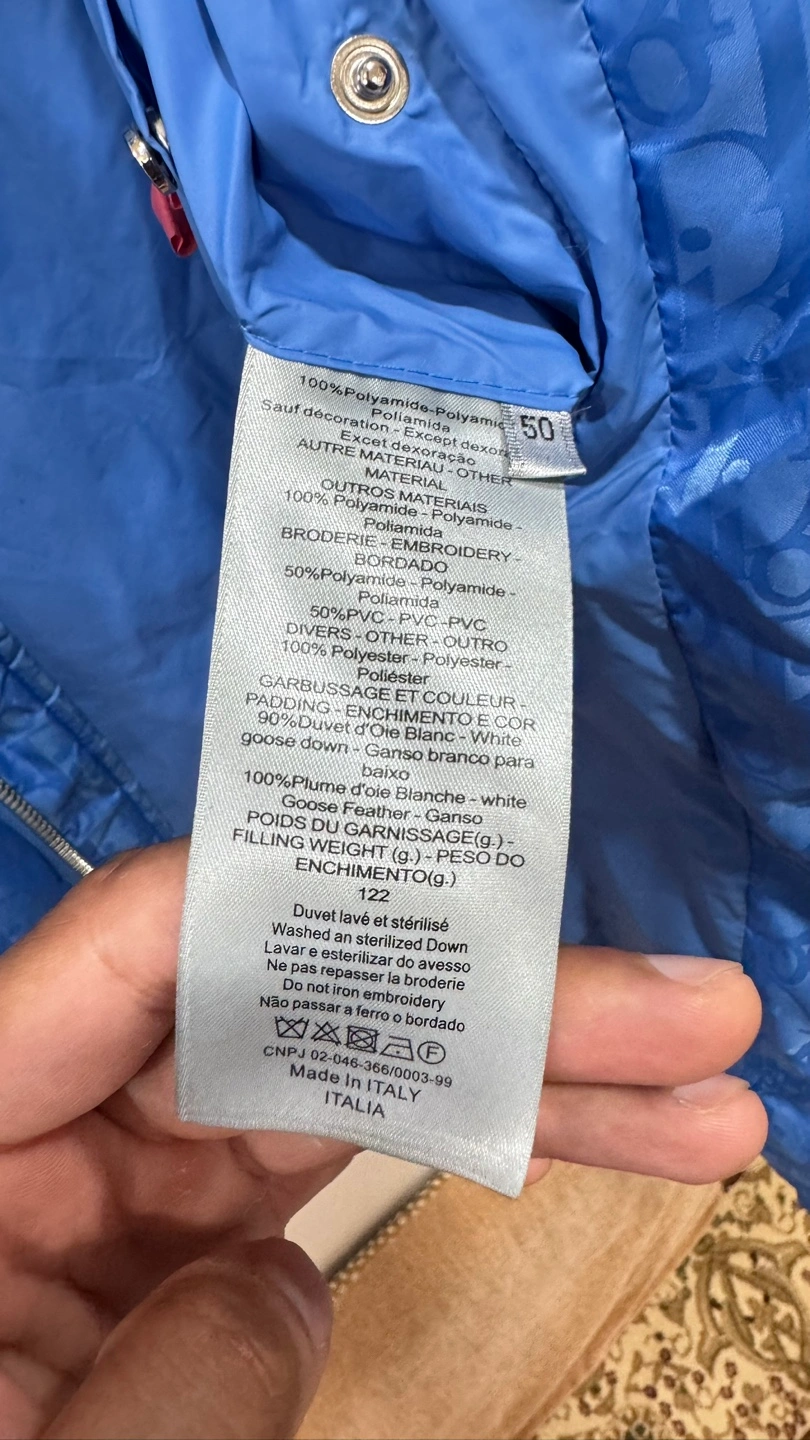 100%Polyamide-Polyamid
Poliamida
50
Sauf décoration - Except dexor
Excet dexoração
AUTRE MATERIAU - OTHER
MATERIAL
OUTROS MATERIAIS
100% Polyamide - Polyamide -
Poliamida
BRODERIE - EMBROIDERY -
BORDADO
50%Polyamide - Polyamide -
Poliamida
50%PVC - PVC -PVC
DIVERS - OTHER - OUTRO
100% Polyester - Polyester -
Poliéster
GARBUSSAGE ET COULEUR -
PADDING - ENCHIMENTO E COR
90%Duvet d'Oie Blanc - White
goose down - Ganso branco para
baixo
100%Plume d'oie Blanche - white
Goose Feather - Ganso
POIDS DU GARNISSAGE(g.) -
FILLING WEIGHT (g.) - PESO DO
ENCHIMENTO(g.)
122
Duvet lavé et stérilisé
Washed an sterilized Down
Lavar e esterilizar do avesso
Ne pas repasser la broderie
Do not iron embroidery
Não passar a ferro o bordado
F
CNPJ 02-046-366/0003-99
Made In ITALY
ITALIA